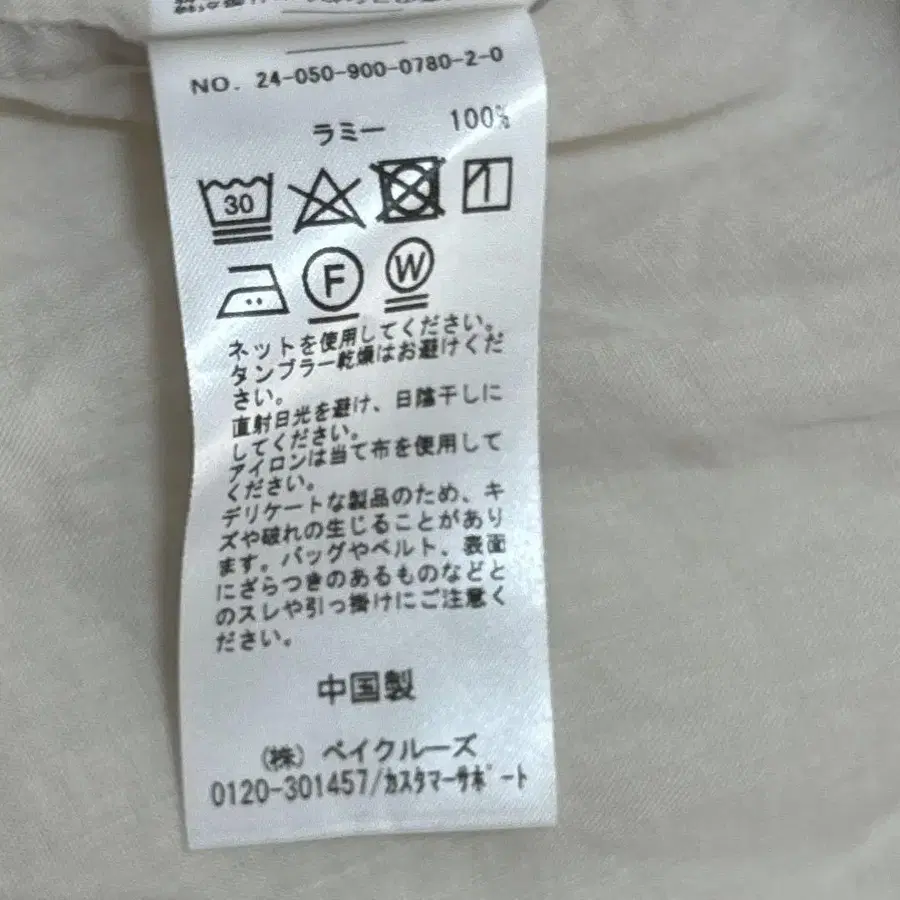 NO. 24-050-900-0780-2-0
ラミー 100%
30
F W
ネットを使用してください。
タンブラー乾燥はお避けくだ
さい。
直射日光を避け、日陰干しに
してください。
アイロンは当て布を使用して
ください。
デリケートな製品のため、キ
ズや破れの生じることがあり
ます。バッグやベルト、表面
にざらつきのあるものなどと
のスレや引っ掛けにご注意く
ださい。
中国製
(株) ベイクルーズ
0120-301457/カスタマーサポート